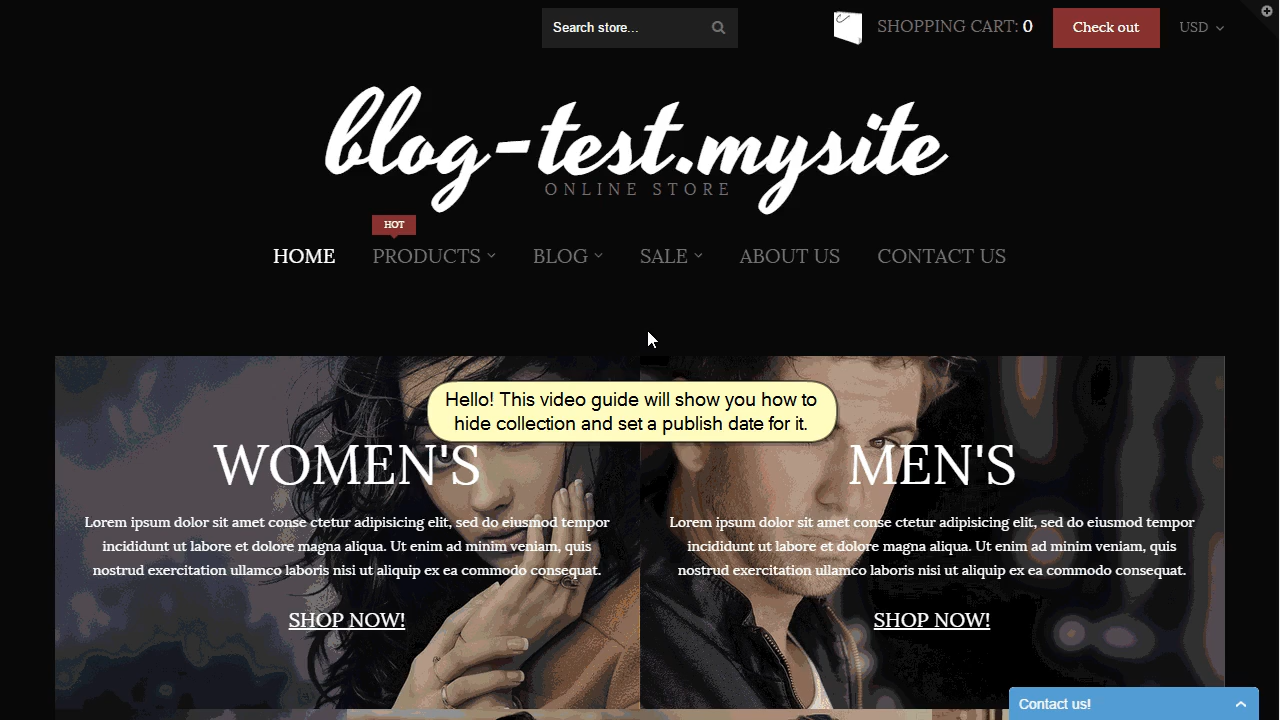 Search store...
SHOPPING CART: 0
Check out
USD
blog-test.mysite
ONLINE STORE
HOT
HOME
PRODUCTS
BLOG
SALE
ABOUT US
CONTACT US
Hello! This video guide will show you how to
hide collection and set a publish date for it.
WOMEN'S
Lorem ipsum dolor sit amet conse ctetur adipisicing elit, sed do eiusmod tempor
incididunt ut labore et dolore magna aliqua. Ut enim ad minim veniam, quis
nostrud exercitation ullamco laboris nisi ut aliquip ex ea commodo consequat.
SHOP NOW!
MEN'S
Lorem ipsum dolor sit amet conse ctetur adipisicing elit, sed do eiusmod tempor
incididunt ut labore et dolore magna aliqua. Ut enim ad minim veniam, quis
nostrud exercitation ullamco laboris nisi ut aliquip ex ea commodo consequat.
SHOP NOW!
Contact us!